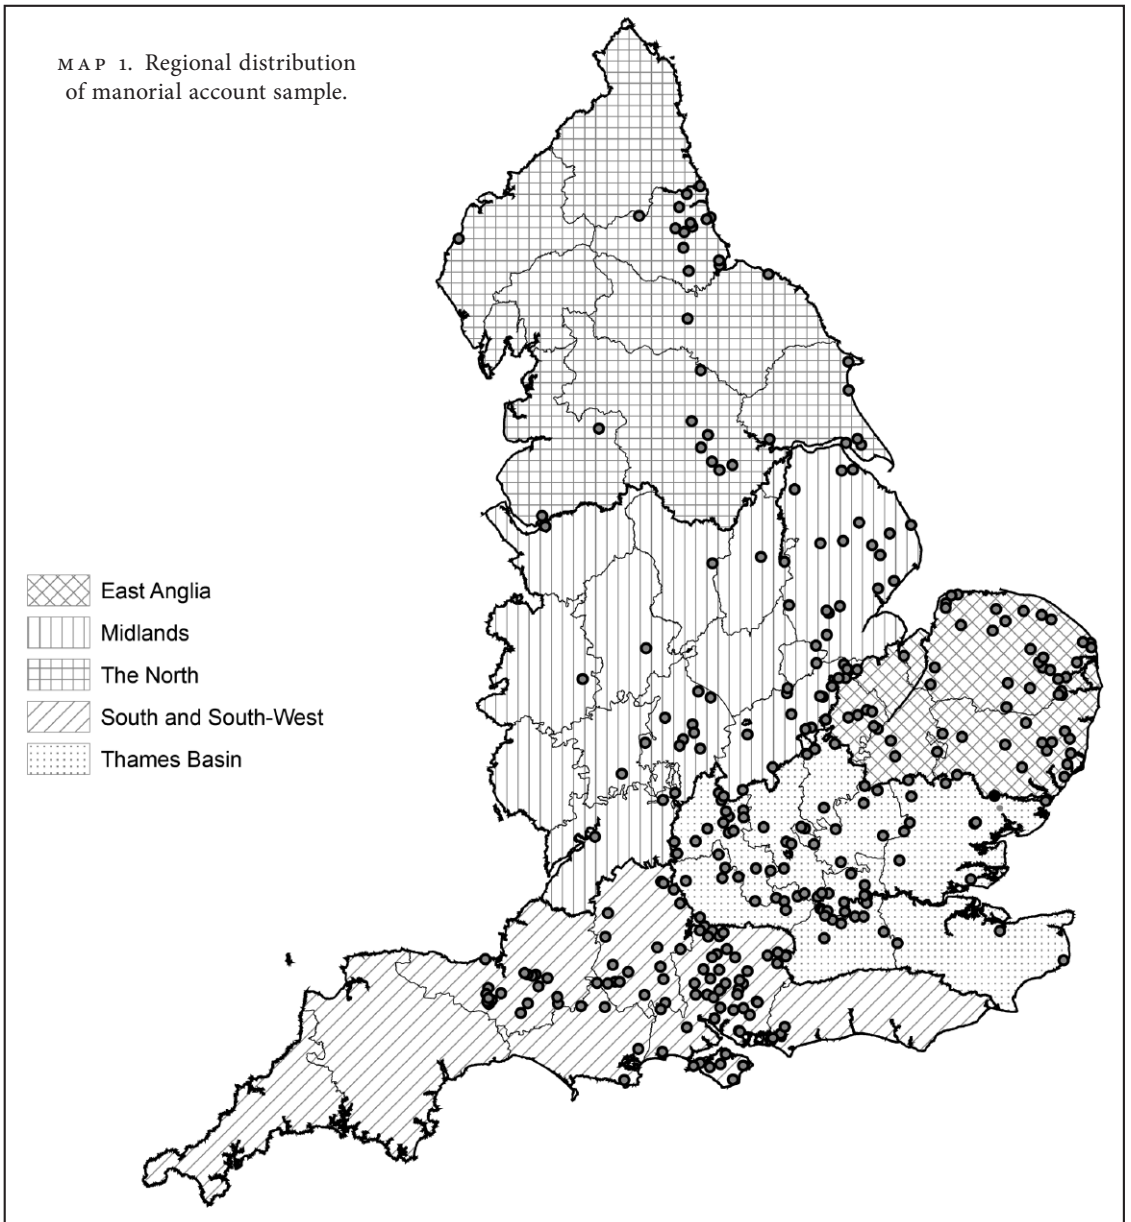 MAP 1. Regional distribution
of manorial account sample.
East Anglia
Midlands
The North
South and South-West
Thames Basin